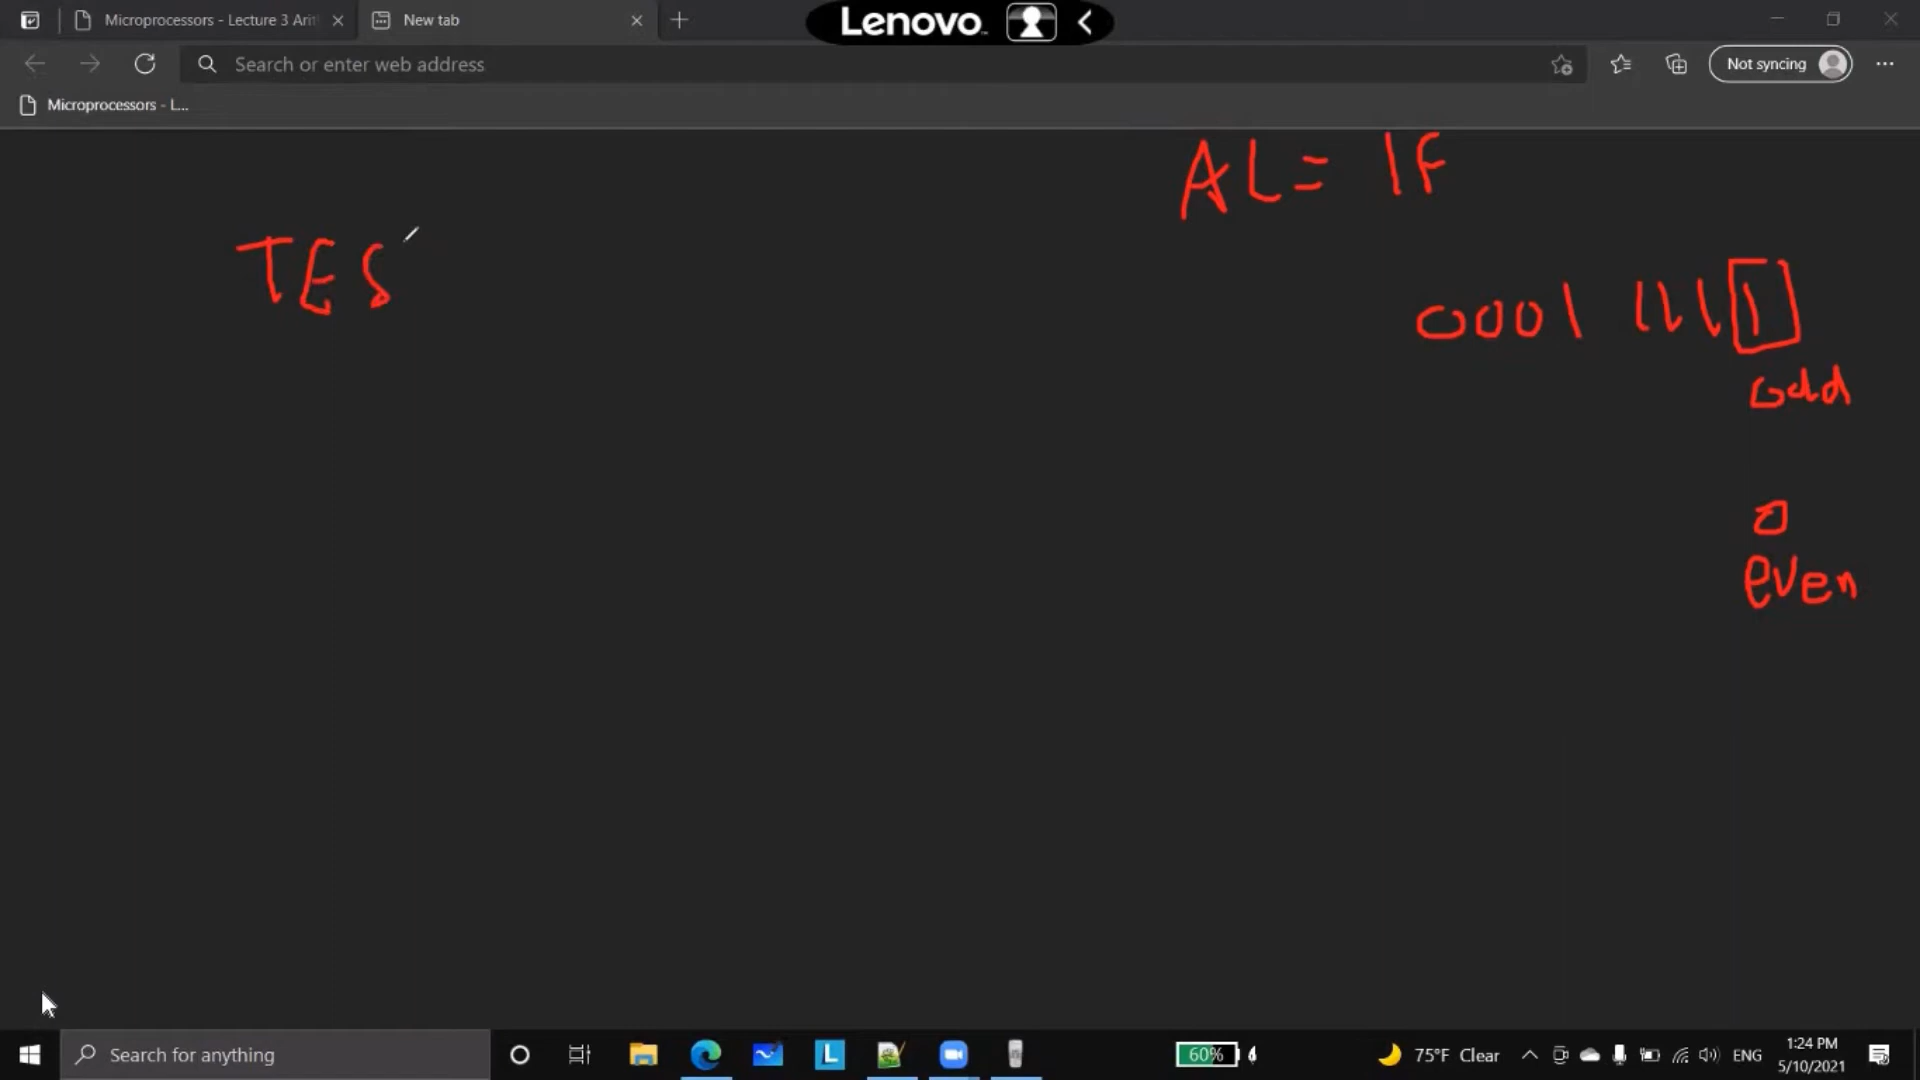 Microprocessors - Lecture 3 Arit
New tab
Lenovo
Search or enter web address
Not syncing
Microprocessors - L...
AL = 1F
TES
0001 1111
odd
0
even
Search for anything
L
60%
75°F Clear
ENG
1:24 PM
5/10/2021